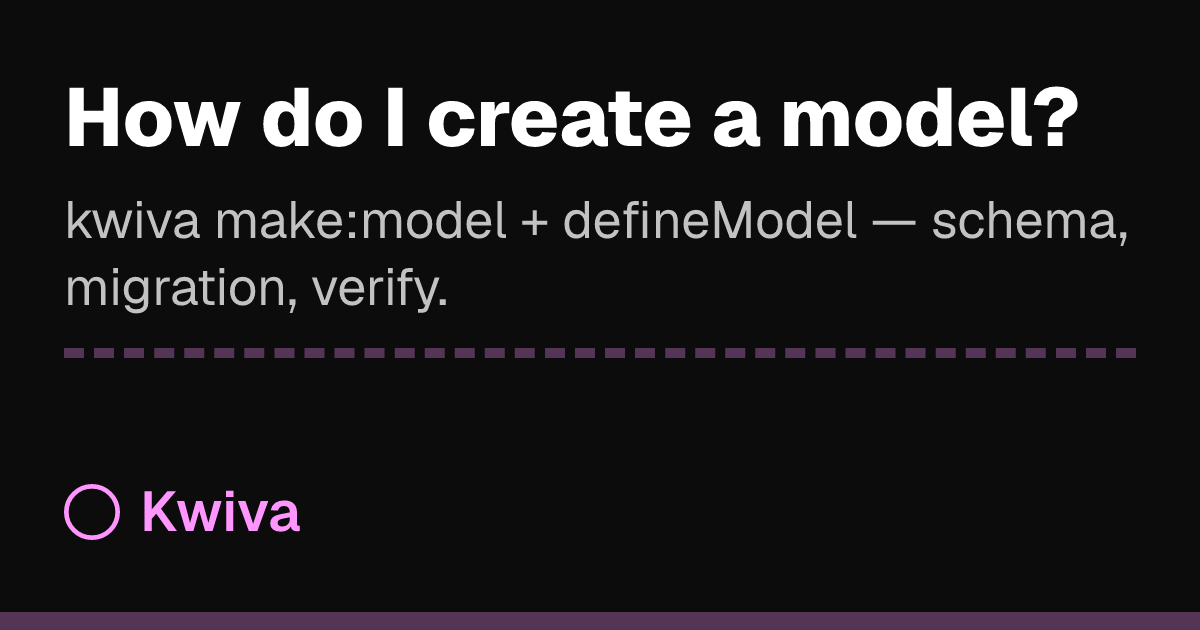 How do I create a model?
kwiva make:model + defineModel — schema,
migration, verify.
Kwiva